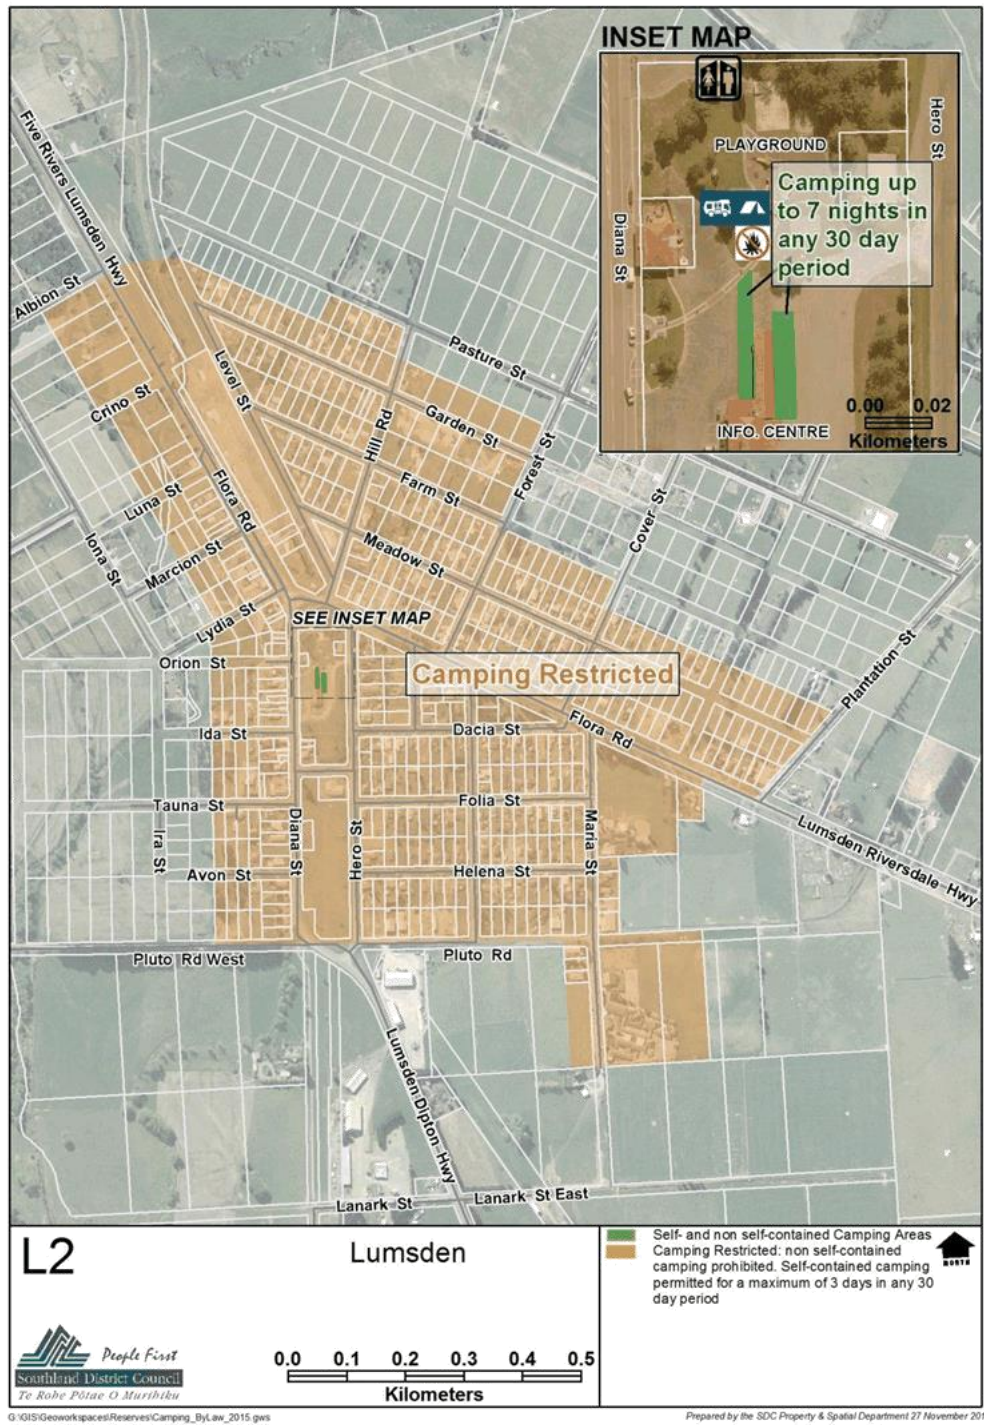 INSET MAP
PLAYGROUND
Hero St
Diana St
Camping up
to 7 nights in
any 30 day
period
INFO. CENTRE
0.00 0.02
Kilometers
Five Rivers Lumsden Hwy
Albion St
Crino St
Level St
Pasture St
Garden St
Hill Rd
Farm St
Forest St
Luna St
Flora Rd
Cover St
Iona St
Marcion St
Meadow St
Lydia St
SEE INSET MAP
Orion St
Camping Restricted
Plantation St
Ida St
Dacia St
Flora Rd
Tauna St
Folia St
Ira St
Diana St
Hero St
Maria St
Lumsden Riversdale Hwy
Avon St
Helena St
Pluto Rd West
Pluto Rd
Lumsden Dipton Hwy
Lanark St
Lanark St East
L2
Lumsden
Self- and non self-contained Camping Areas
Camping Restricted: non self-contained
camping prohibited. Self-contained camping
permitted for a maximum of 3 days in any 30
day period
NORTH
People First
Southland District Council
Te Rohe Pōtae O Murihiku
0.0 0.1 0.2 0.3 0.4 0.5
Kilometers
G:\GIS\Geoworkspaces\Reserves\Camping_ByLaw_2015.gws
Prepared by the SDC Property & Spatial Department 27 November 201